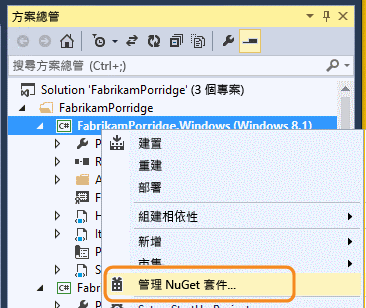 方案總管
搜尋方案總管 (Ctrl+;)
Solution 'FabrikamPorridge' (3 個專案)
FabrikamPorridge
C# FabrikamPorridge.Windows (Windows 8.1)
建置
重建
部署
組建相依性
新增
市集
管理 NuGet 套件...
C#